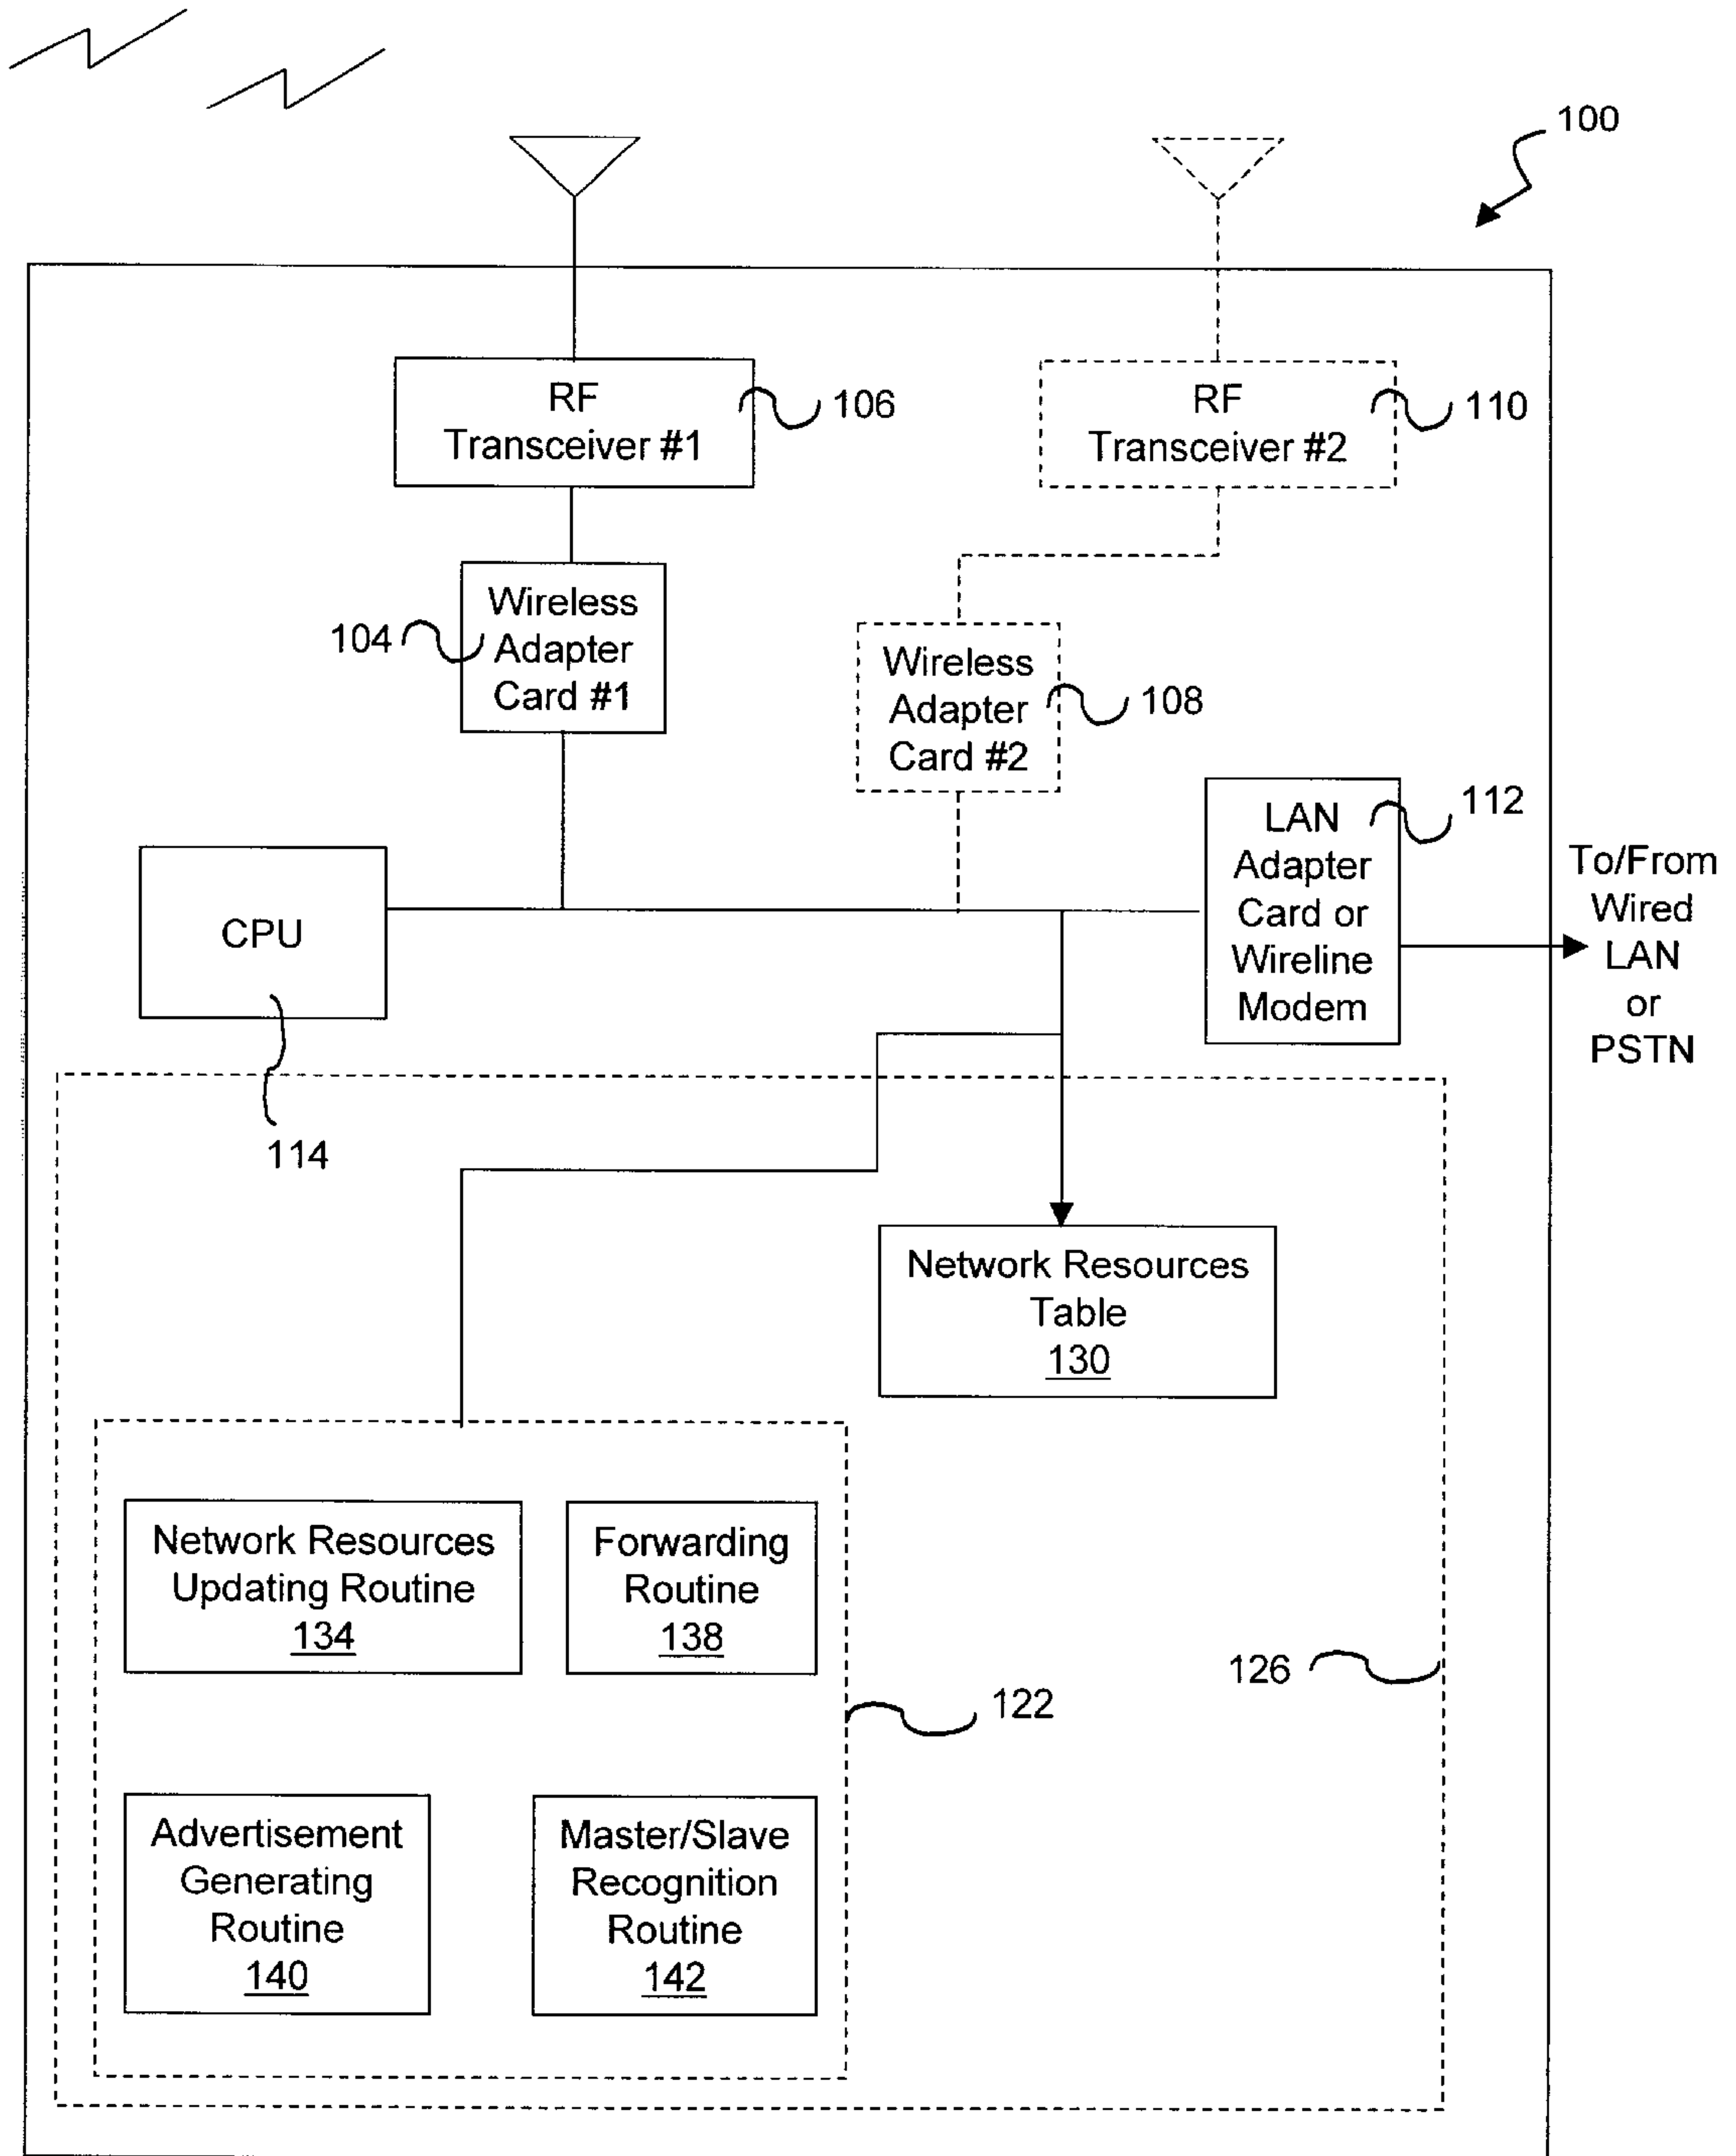 100
RF
Transceiver #1
106
RF
Transceiver #2
110
Wireless
Adapter
Card #1
104
Wireless
Adapter
Card #2
108
LAN
Adapter
Card or
Wireline
Modem
112
To/From
Wired
LAN
or
PSTN
CPU
114
Network Resources
Table
130
Network Resources
Updating Routine
134
Forwarding
Routine
138
126
122
Advertisement
Generating
Routine
140
Master/Slave
Recognition
Routine
142